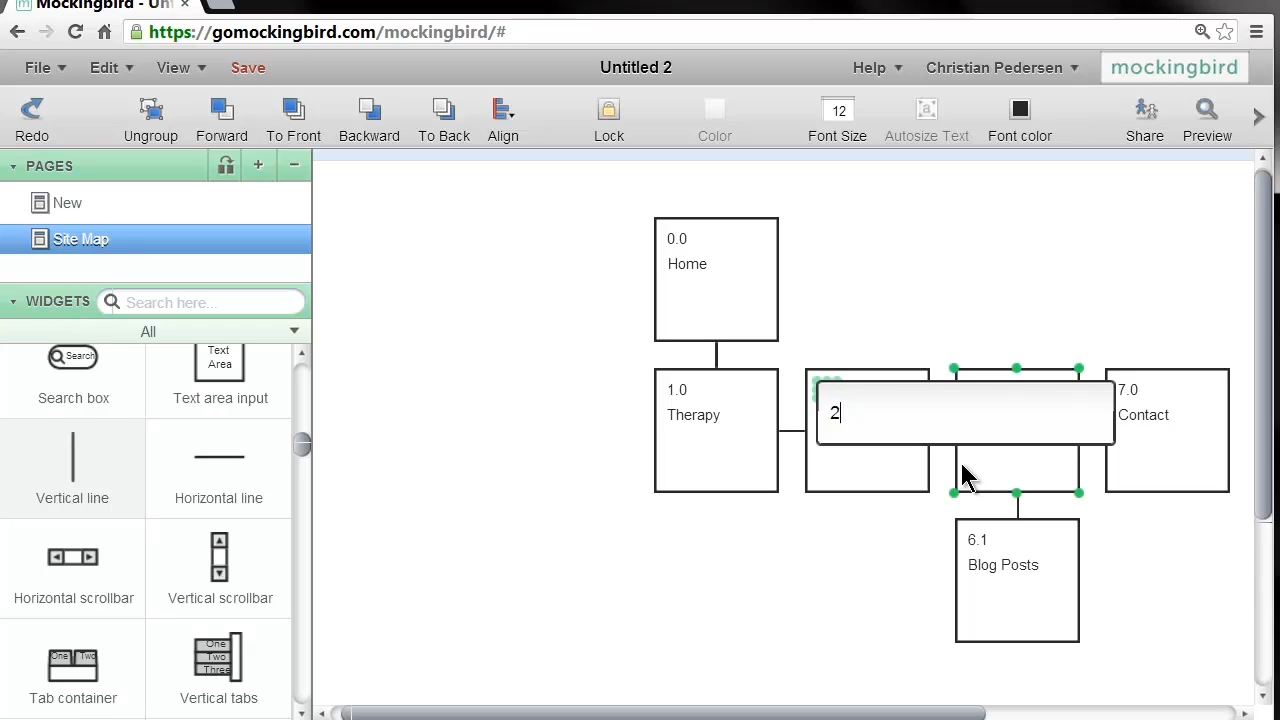 Mockingbird - Unt
https://gomockingbird.com/mockingbird/#
File Edit View Save Untitled 2 Help Christian Pedersen mockingbird
Redo Ungroup Forward To Front Backward To Back Align Lock Color 12 Font Size a Autosize Text Font color Share Preview
PAGES + −
New
Site Map
WIDGETS Search here...
All
Search
Search box
Text
Area
Text area input
Vertical line Horizontal line
Horizontal scrollbar Vertical scrollbar
One Two
Tab container
One
Two
Three
Vertical tabs
0.0
Home
1.0
Therapy
2
7.0
Contact
6.1
Blog Posts